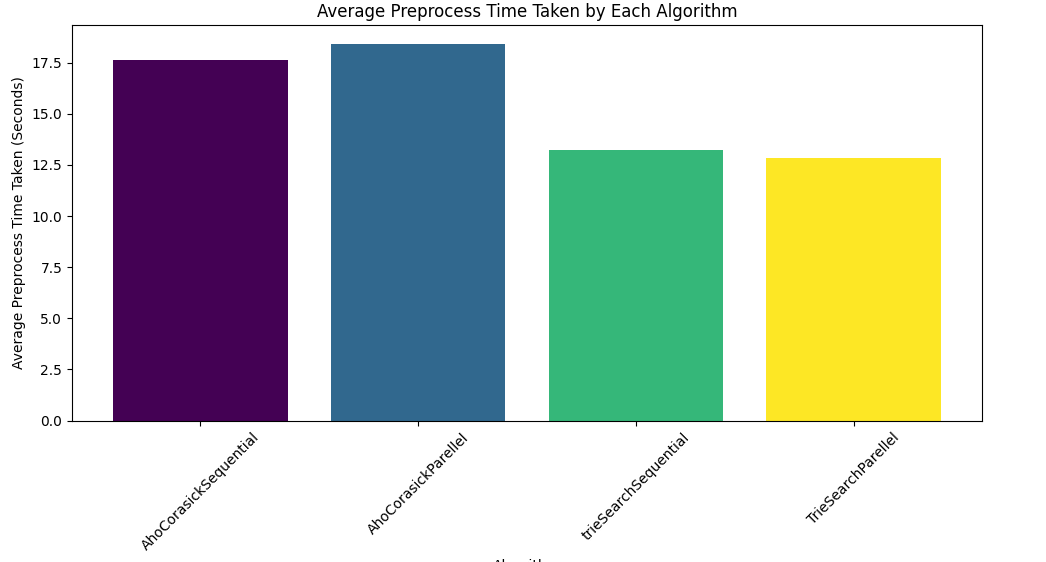 Average Preprocess Time Taken by Each Algorithm
Average Preprocess Time Taken (Seconds)
17.5
15.0
12.5
10.0
7.5
5.0
2.5
0.0
AhoCorasickSequential
AhoCorasickParellel
trieSearchSequential
TrieSearchParellel